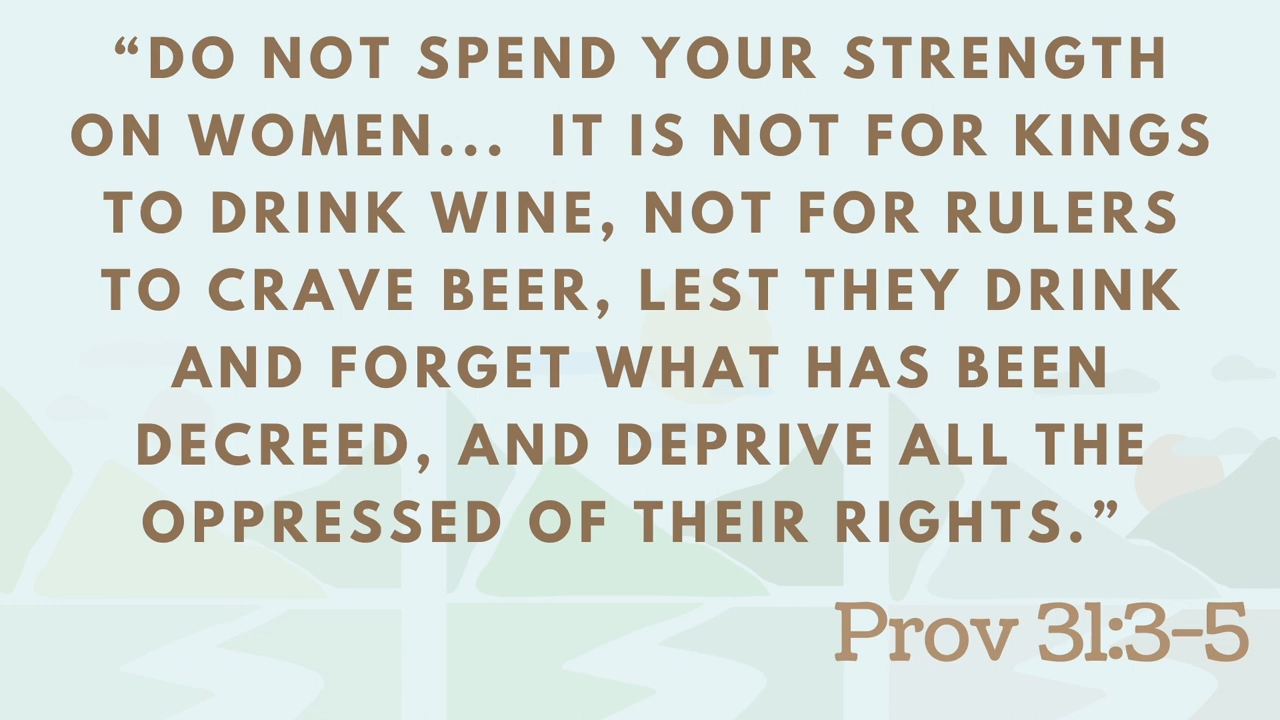 “DO NOT SPEND YOUR STRENGTH
ON WOMEN... IT IS NOT FOR KINGS
TO DRINK WINE, NOT FOR RULERS
TO CRAVE BEER, LEST THEY DRINK
AND FORGET WHAT HAS BEEN
DECREED, AND DEPRIVE ALL THE
OPPRESSED OF THEIR RIGHTS.”
Prov 31:3-5